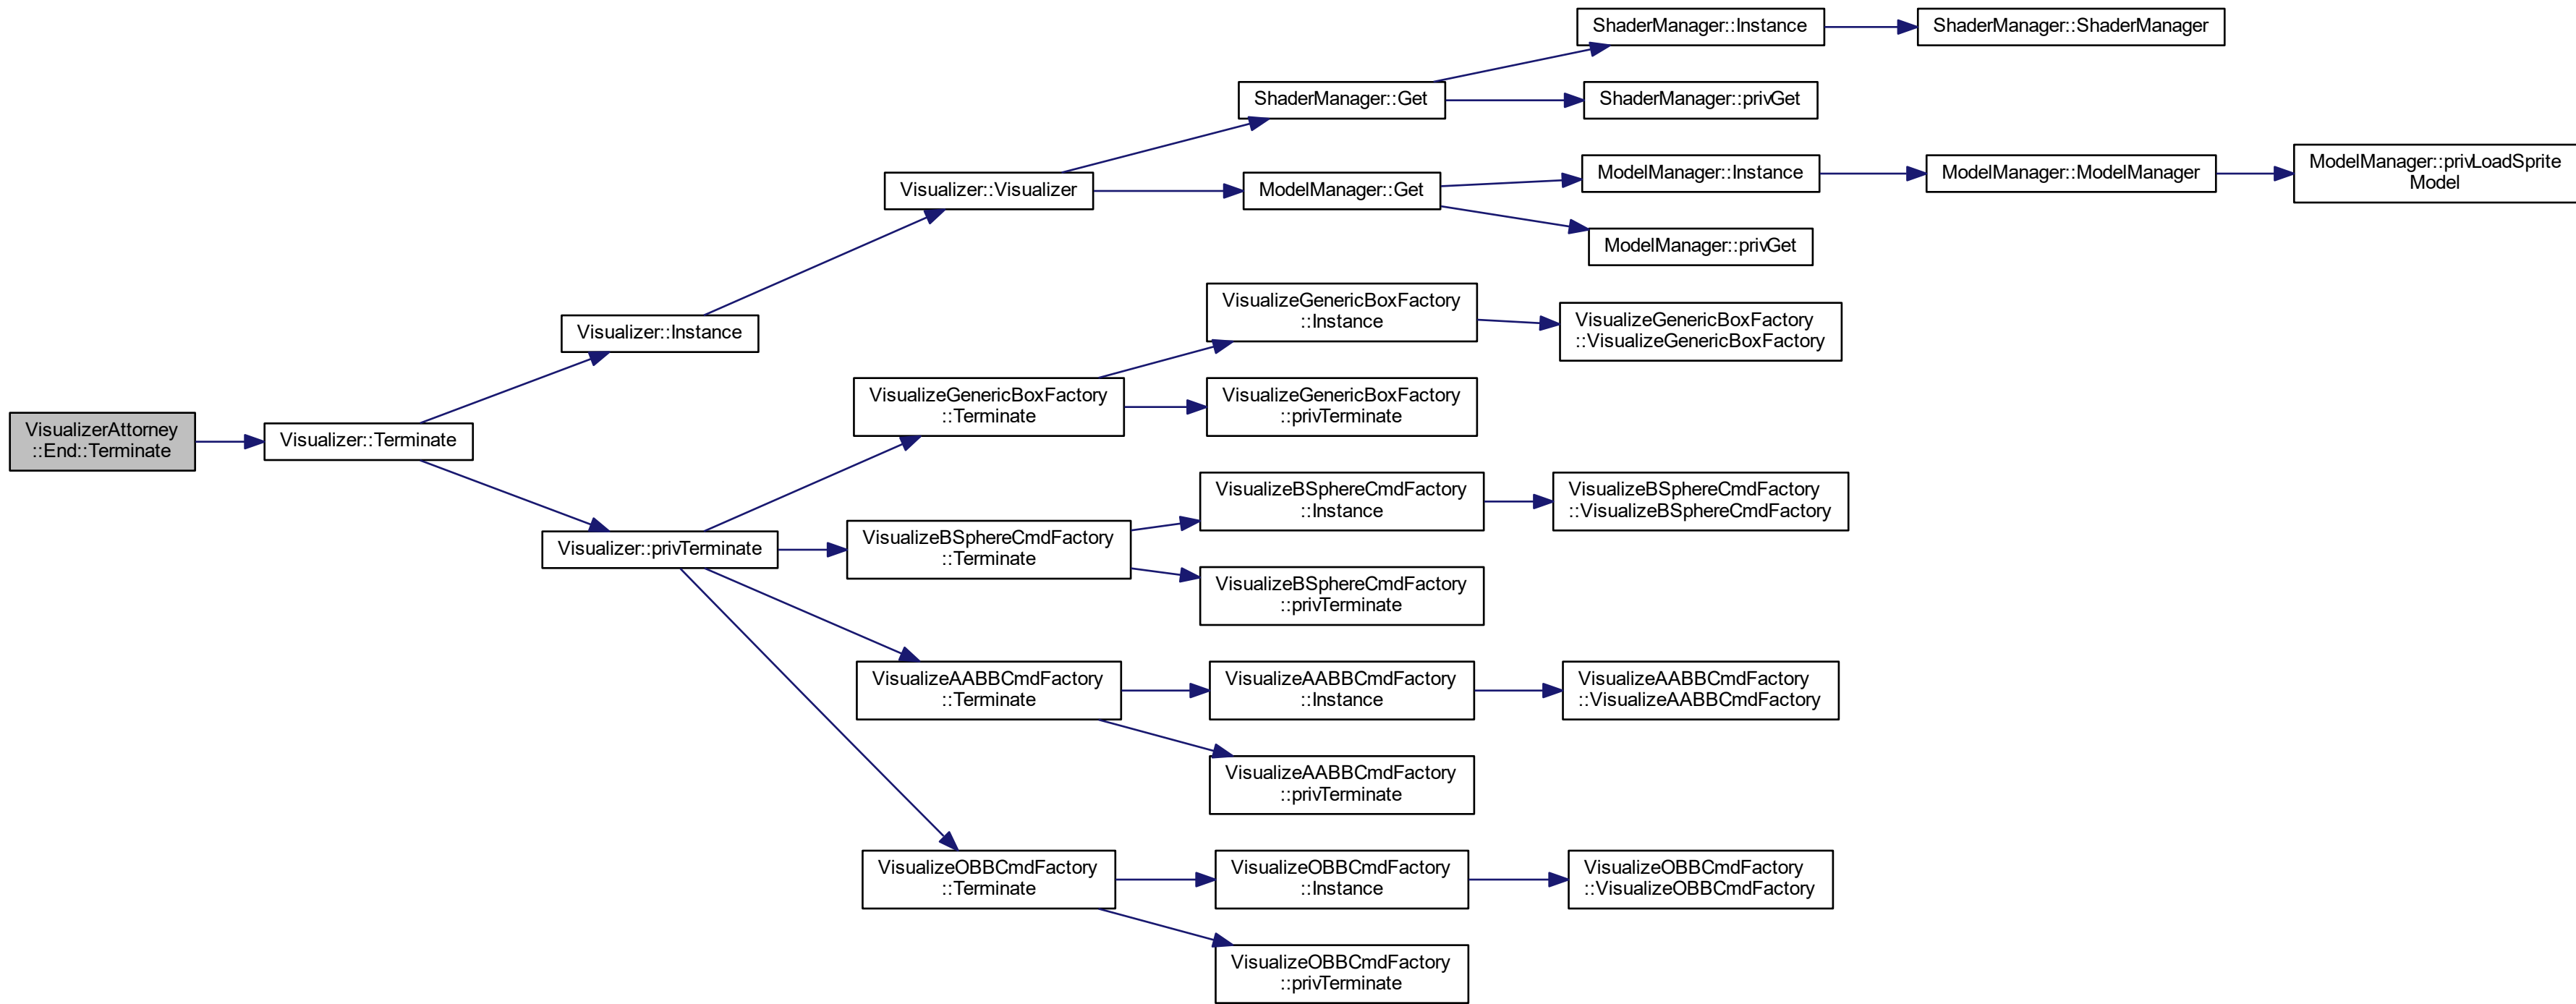 ShaderManager::Instance
ShaderManager::ShaderManager
ShaderManager::Get
ShaderManager::privGet
Visualizer::Visualizer
ModelManager::Get
ModelManager::Instance
ModelManager::ModelManager
ModelManager::privLoadSprite
Model
ModelManager::privGet
Visualizer::Instance
VisualizeGenericBoxFactory
::Instance
VisualizeGenericBoxFactory
::VisualizeGenericBoxFactory
VisualizeGenericBoxFactory
::Terminate
VisualizeGenericBoxFactory
::privTerminate
VisualizerAttorney
::End::Terminate
Visualizer::Terminate
Visualizer::privTerminate
VisualizeBSphereCmdFactory
::Terminate
VisualizeBSphereCmdFactory
::Instance
VisualizeBSphereCmdFactory
::VisualizeBSphereCmdFactory
VisualizeBSphereCmdFactory
::privTerminate
VisualizeAABBCmdFactory
::Terminate
VisualizeAABBCmdFactory
::Instance
VisualizeAABBCmdFactory
::VisualizeAABBCmdFactory
VisualizeAABBCmdFactory
::privTerminate
VisualizeOBBCmdFactory
::Terminate
VisualizeOBBCmdFactory
::Instance
VisualizeOBBCmdFactory
::VisualizeOBBCmdFactory
VisualizeOBBCmdFactory
::privTerminate